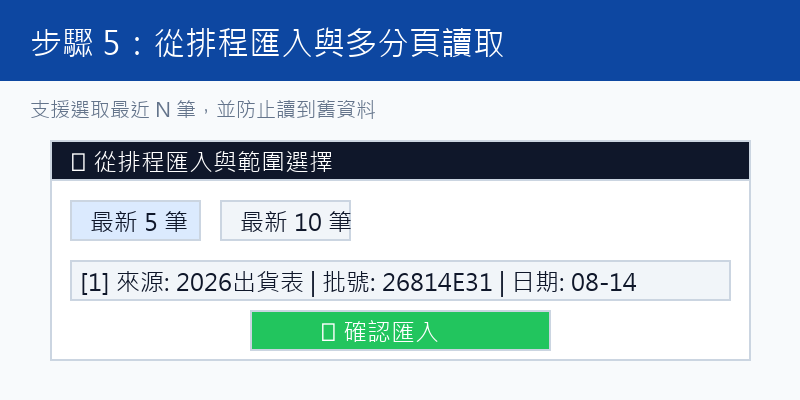 步驟 5：從排程匯入與多分頁讀取
支援選取最近 N 筆，並防止讀到舊資料
從排程匯入與範圍選擇
最新 5 筆
最新 10 筆
[1] 來源: 2026出貨表 | 批號: 26814E31 | 日期: 08-14
確認匯入